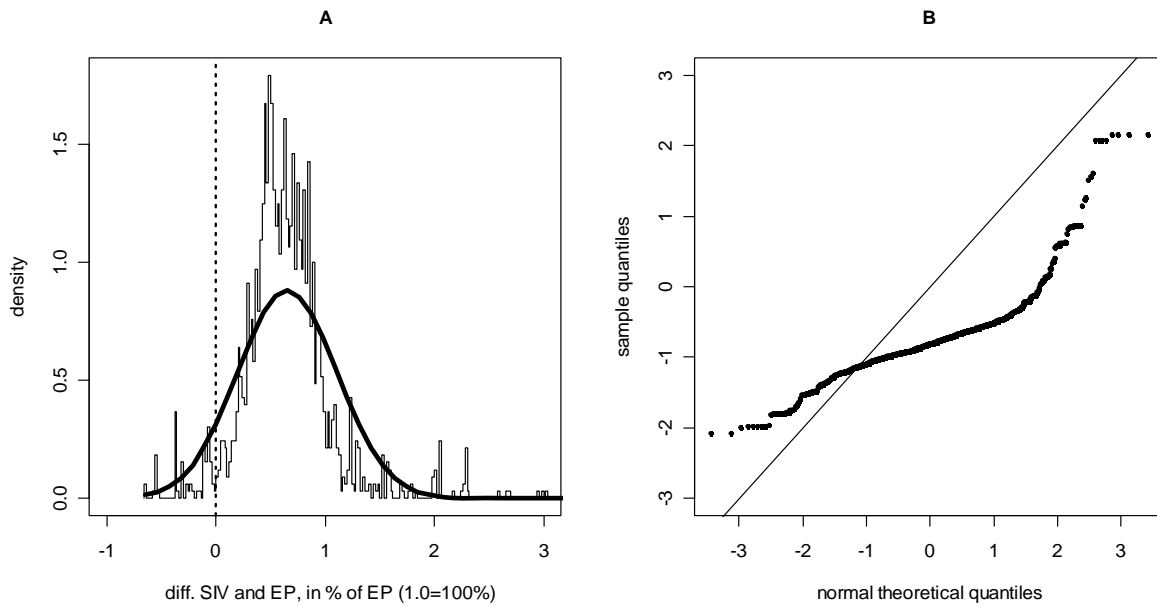 A
density
0.0
0.5
1.0
1.5
-1 0 1 2 3
diff. SIV and EP, in % of EP (1.0=100%)
B
sample quantiles
-3
-2
-1
0
1
2
3
-3 -2 -1 0 1 2 3
normal theoretical quantiles